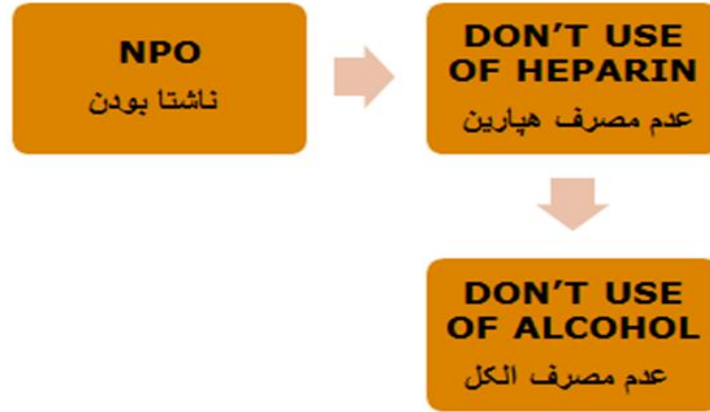 NPO
ناشتا بودن
DON’T USE
OF HEPARIN
عدم مصرف هپارین
DON’T USE
OF ALCOHOL
عدم مصرف الکل